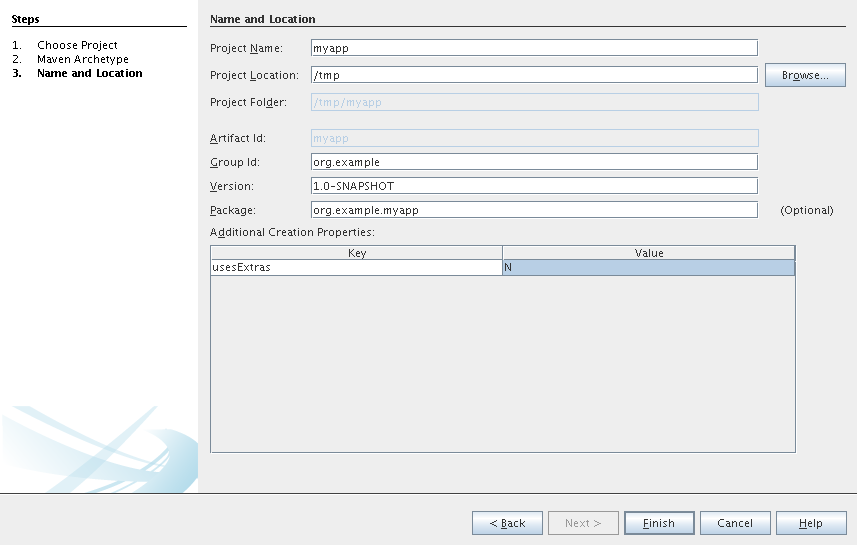 Steps
1. Choose Project
2. Maven Archetype
3. Name and Location
Name and Location
Project Name: myapp
Project Location: /tmp Browse...
Project Folder: /tmp/myapp
Artifact Id: myapp
Group Id: org.example
Version: 1.0-SNAPSHOT
Package: org.example.myapp (Optional)
Additional Creation Properties:
Key Value
usesExtras N
< Back Next > Finish Cancel Help